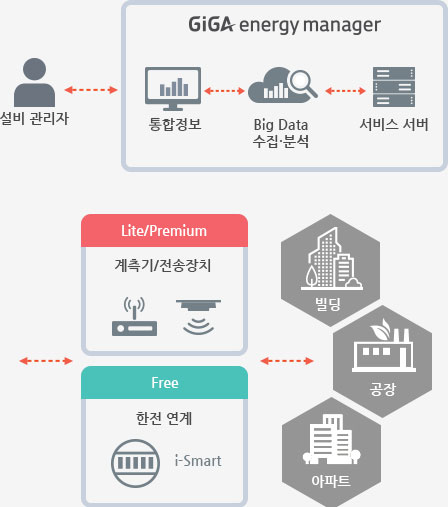 GiGA energy manager
설비 관리자
통합정보
Big Data
수집·분석
서비스 서버
Lite/Premium
계측기/전송장치
Free
한전 연계
i-Smart
빌딩
공장
아파트